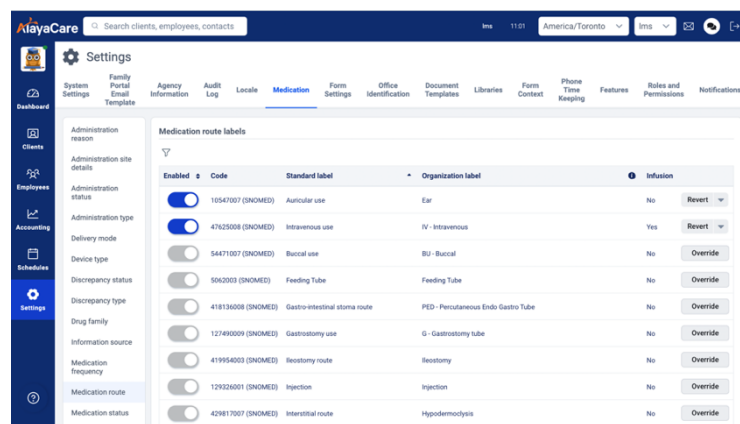 AlayaCare
Search clients, employees, contacts
lms
11:01
America/Toronto
lms
Settings
System Settings
Family Portal Email Template
Agency Information
Audit Log
Locale
Medication
Form Settings
Office Identification
Document Templates
Libraries
Form Context
Phone Time Keeping
Features
Roles and Permissions
Notifications
Dashboard
Clients
Employees
Accounting
Schedules
Settings
Administration reason
Administration site details
Administration status
Administration type
Delivery mode
Device type
Discrepancy status
Discrepancy type
Drug family
Information source
Medication frequency
Medication route
Medication status
Medication route labels
Enabled Code Standard label Organization label Infusion
10547007 (SNOMED) Auricular use Ear No Revert
47625008 (SNOMED) Intravenous use IV - Intravenous Yes Revert
54471007 (SNOMED) Buccal use BU - Buccal No Override
5062003 (SNOMED) Feeding Tube Feeding Tube No Override
418136008 (SNOMED) Gastro-intestinal stoma route PED - Percutaneous Endo Gastro Tube No Override
127490009 (SNOMED) Gastrostomy use G - Gastrostomy tube No Override
419954003 (SNOMED) Ileostomy route Ileostomy No Override
129326001 (SNOMED) Injection Injection No Override
429817007 (SNOMED) Interstitial route Hypodermoclysis No Override